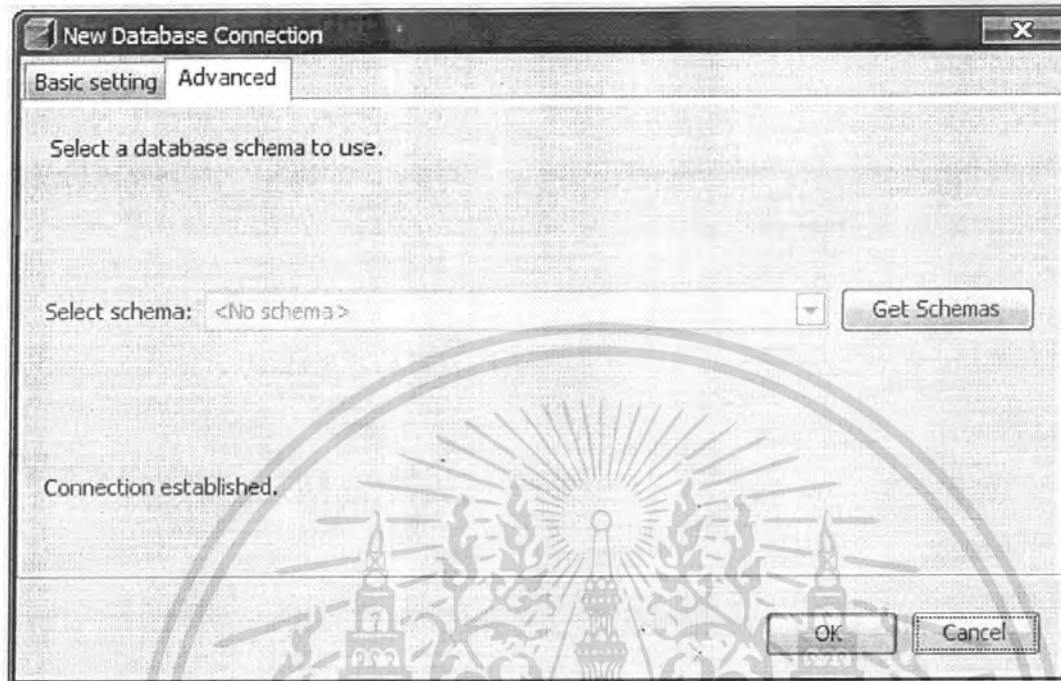 New Database Connection
Basic setting Advanced
Select a database schema to use.
Select schema: <No schema> Get Schemas
Connection established.
OK Cancel